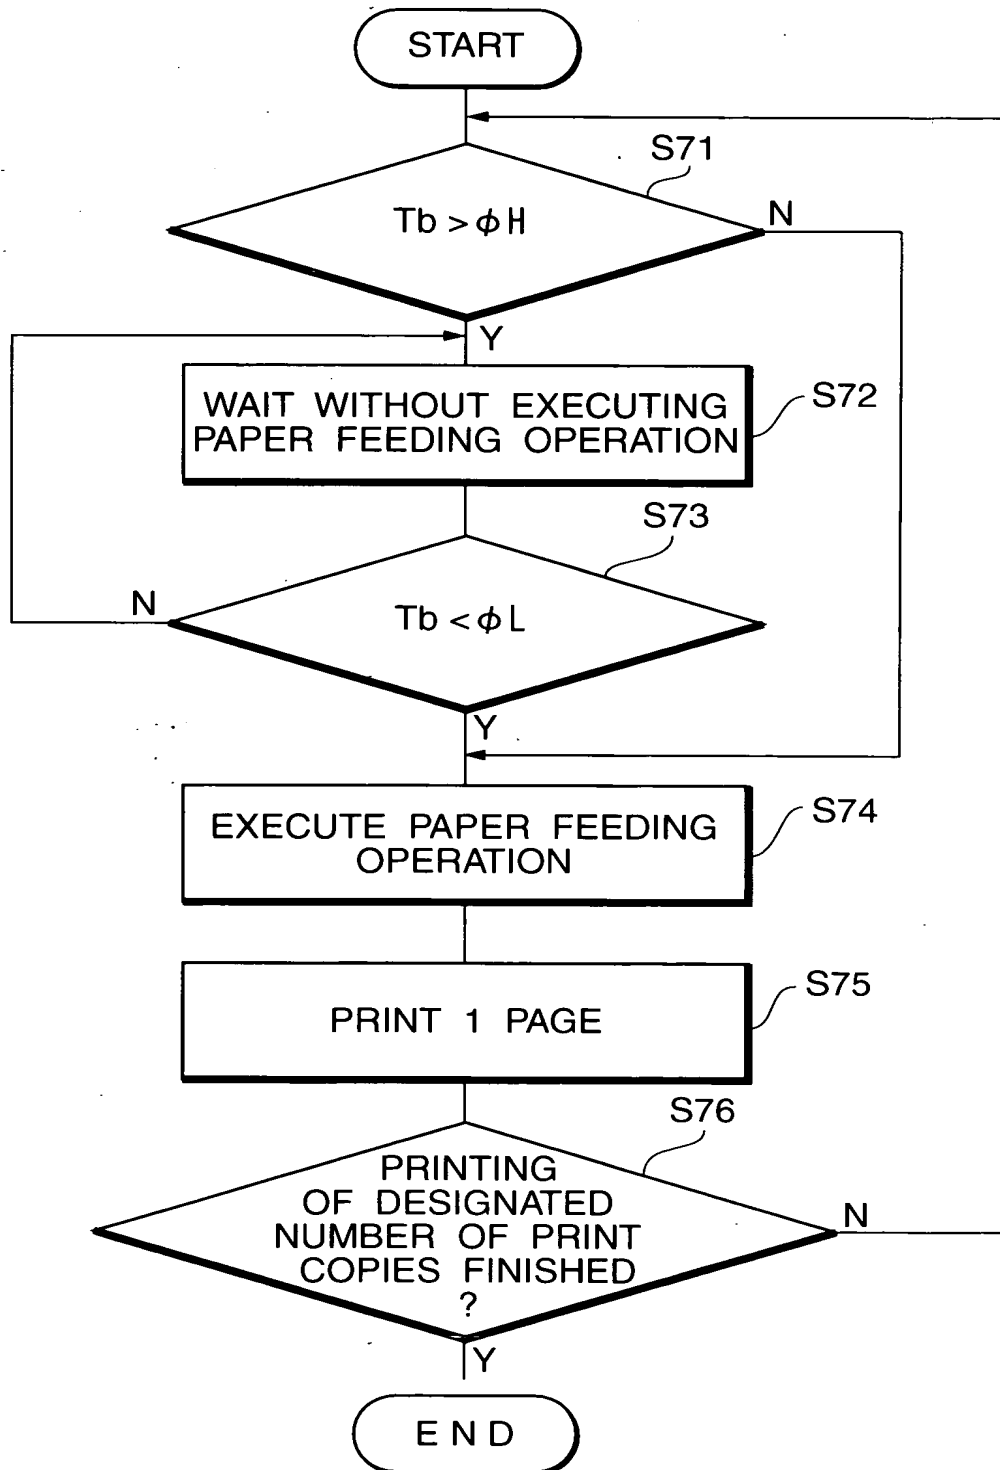 START
S71
Tb > φH
N
Y
WAIT WITHOUT EXECUTING
PAPER FEEDING OPERATION
S72
S73
Tb < φL
N
Y
EXECUTE PAPER FEEDING
OPERATION
S74
PRINT 1 PAGE
S75
S76
PRINTING
OF DESIGNATED
NUMBER OF PRINT
COPIES FINISHED
?
N
Y
END